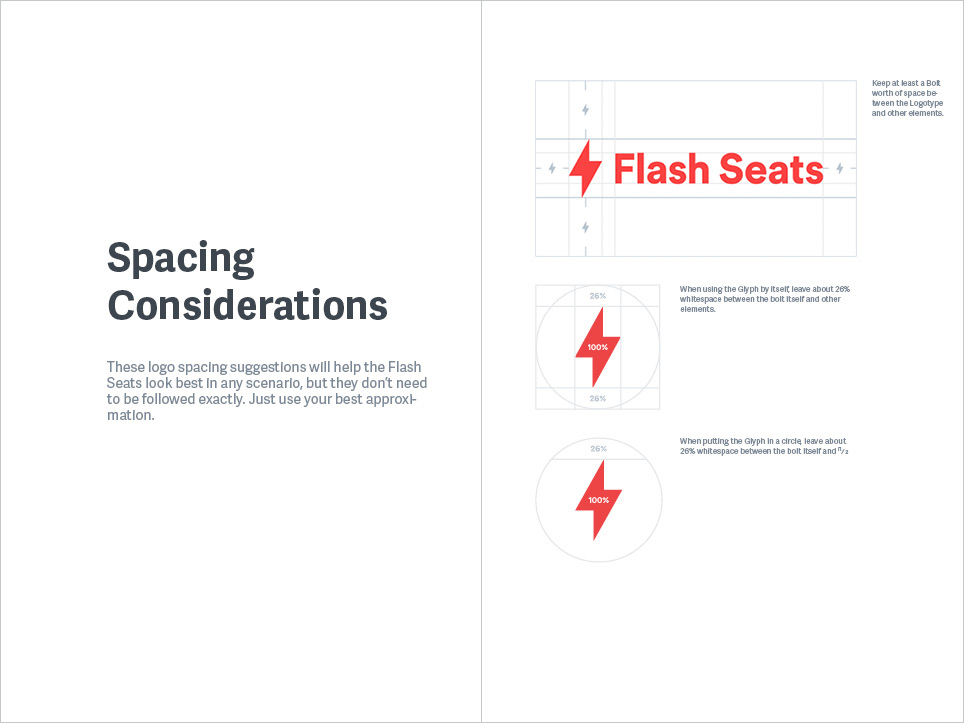 Spacing
Considerations
These logo spacing suggestions will help the Flash
Seats look best in any scenario, but they don't need
to be followed exactly. Just use your best approxi-
mation.
Flash Seats
Keep at least a Bolt
worth of space be-
tween the Logotype
and other elements.
26%
100%
26%
When using the Glyph by itself, leave about 26%
whitespace between the bolt itself and other
elements.
26%
100%
When putting the Glyph in a circle, leave about
26% whitespace between the bolt itself and